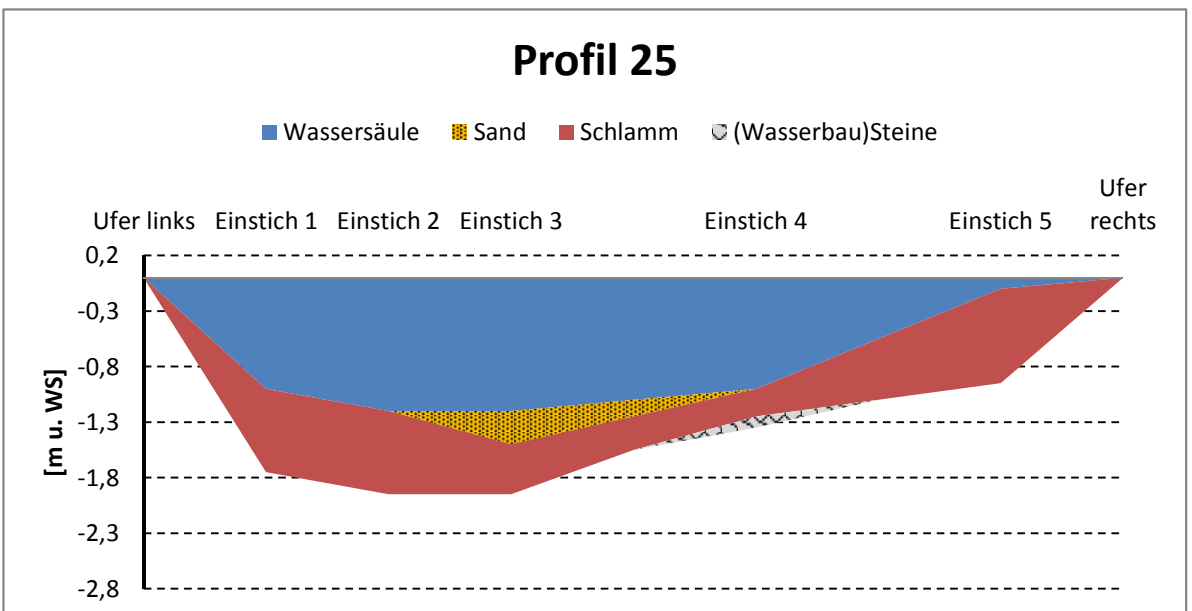 Profil 25
Wassersäule Sand Schlamm (Wasserbau)Steine
Ufer links Einstich 1 Einstich 2 Einstich 3 Einstich 4 Einstich 5 Ufer
rechts
0,2
-0,3
-0,8
-1,3
-1,8
-2,3
-2,8
[m u. WS]